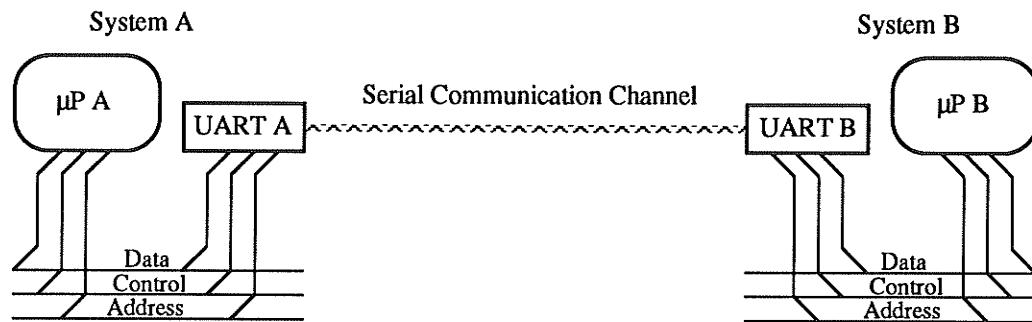 System A
System B
µP A
UART A
Serial Communication Channel
UART B
µP B
Data
Control
Address
Data
Control
Address